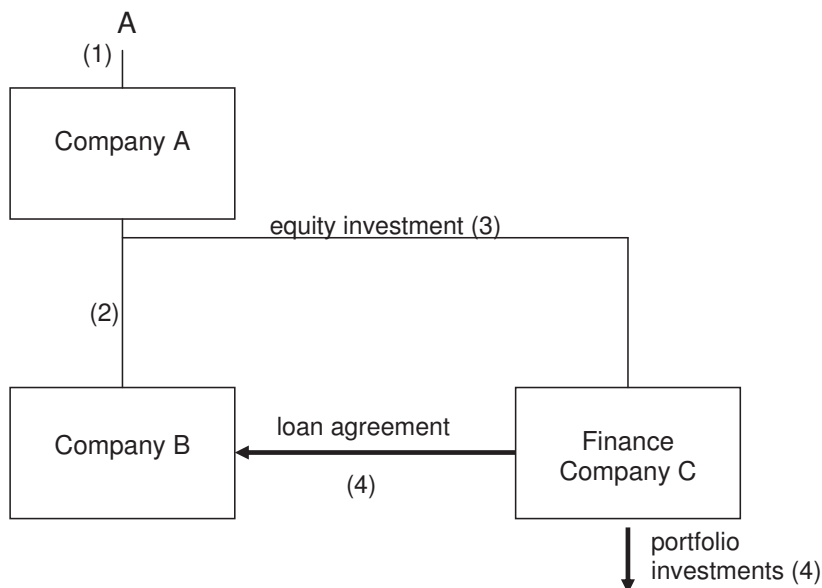 A
(1)
Company A
equity investment (3)
(2)
Company B
loan agreement
(4)
Finance
Company C
portfolio
investments (4)